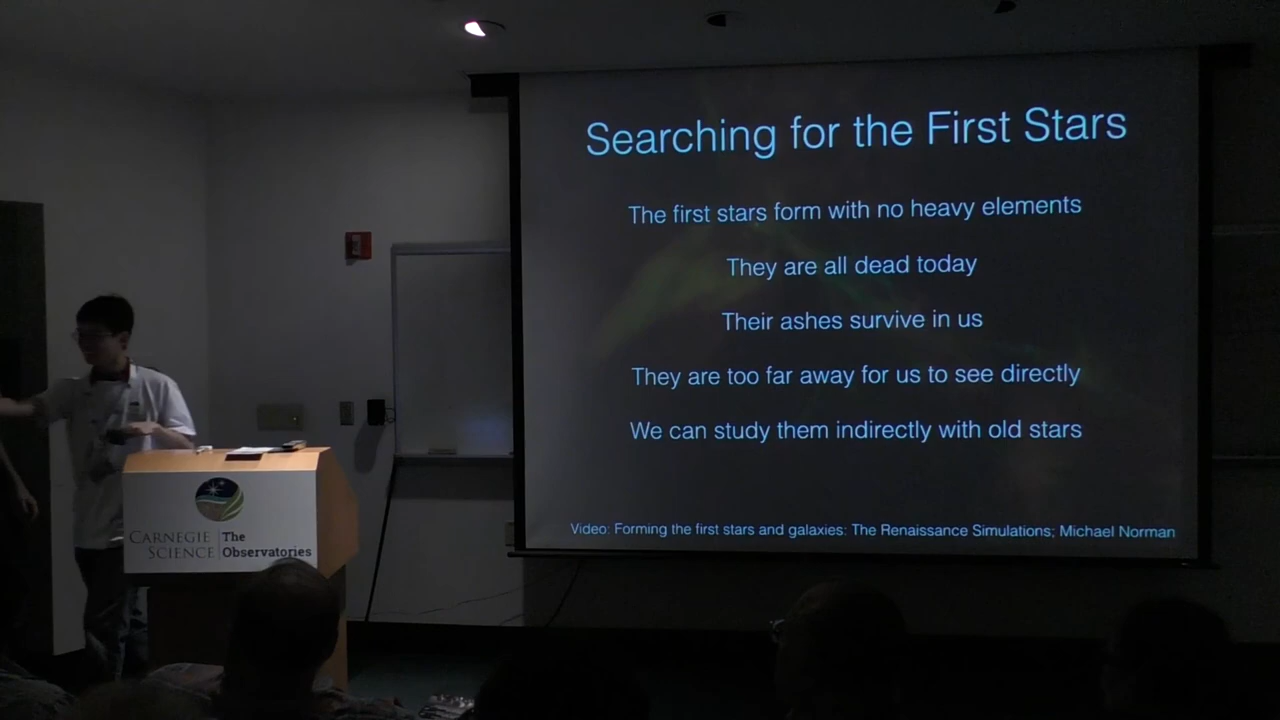 Searching for the First Stars
The first stars form with no heavy elements
They are all dead today
Their ashes survive in us
They are too far away for us to see directly
We can study them indirectly with old stars
Video: Forming the first stars and galaxies: The Renaissance Simulations; Michael Norman
CARNEGIE SCIENCE
The Observatories